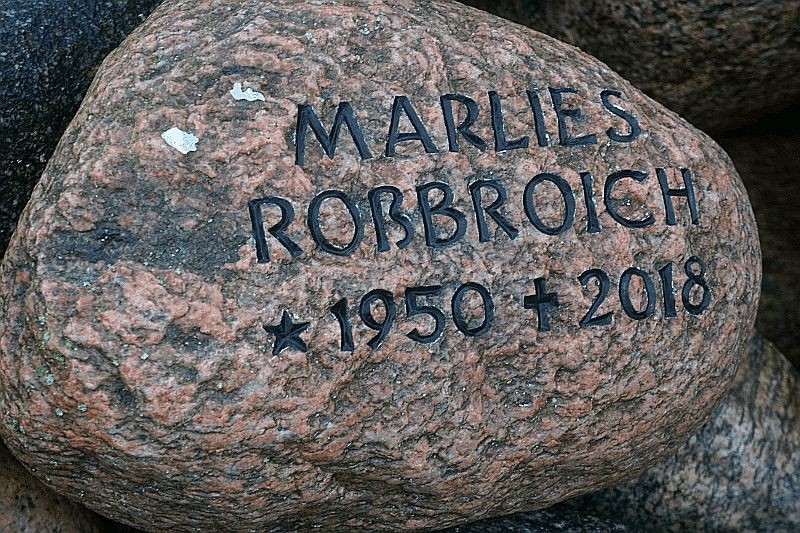 MARLIES
ROßBROICH
★ 1950 ✝ 2018